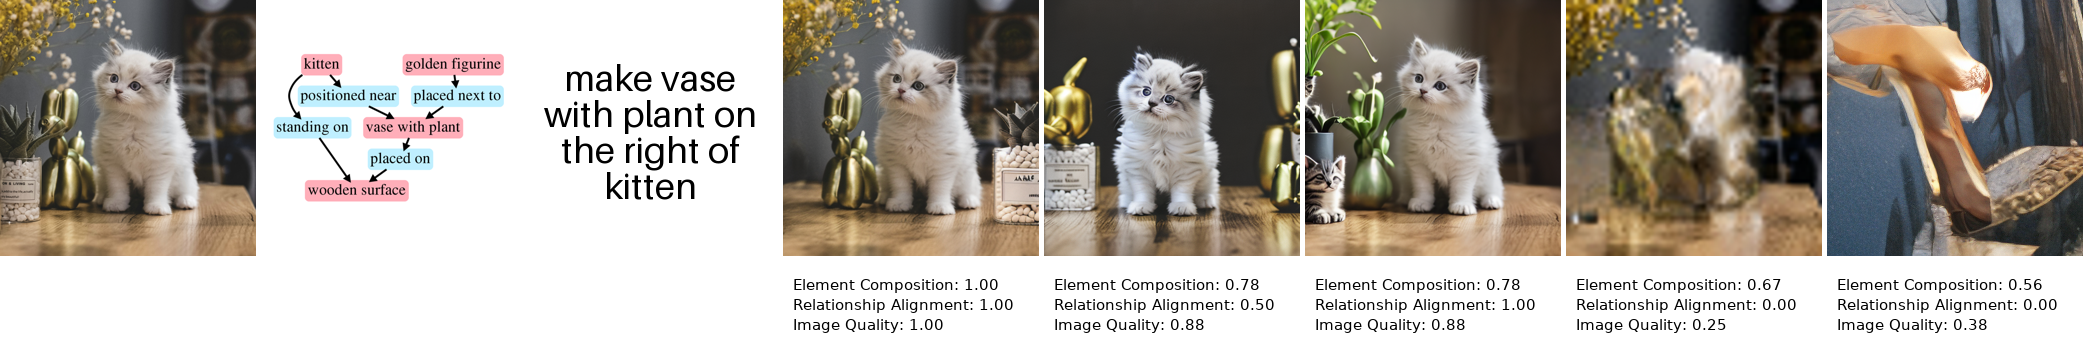 kitten
golden figurine
positioned near
placed next to
standing on
vase with plant
placed on
wooden surface
make vase
with plant on
the right of
kitten
Element Composition: 1.00
Relationship Alignment: 1.00
Image Quality: 1.00
Element Composition: 0.78
Relationship Alignment: 0.50
Image Quality: 0.88
Element Composition: 0.78
Relationship Alignment: 1.00
Image Quality: 0.88
Element Composition: 0.67
Relationship Alignment: 0.00
Image Quality: 0.25
Element Composition: 0.56
Relationship Alignment: 0.00
Image Quality: 0.38